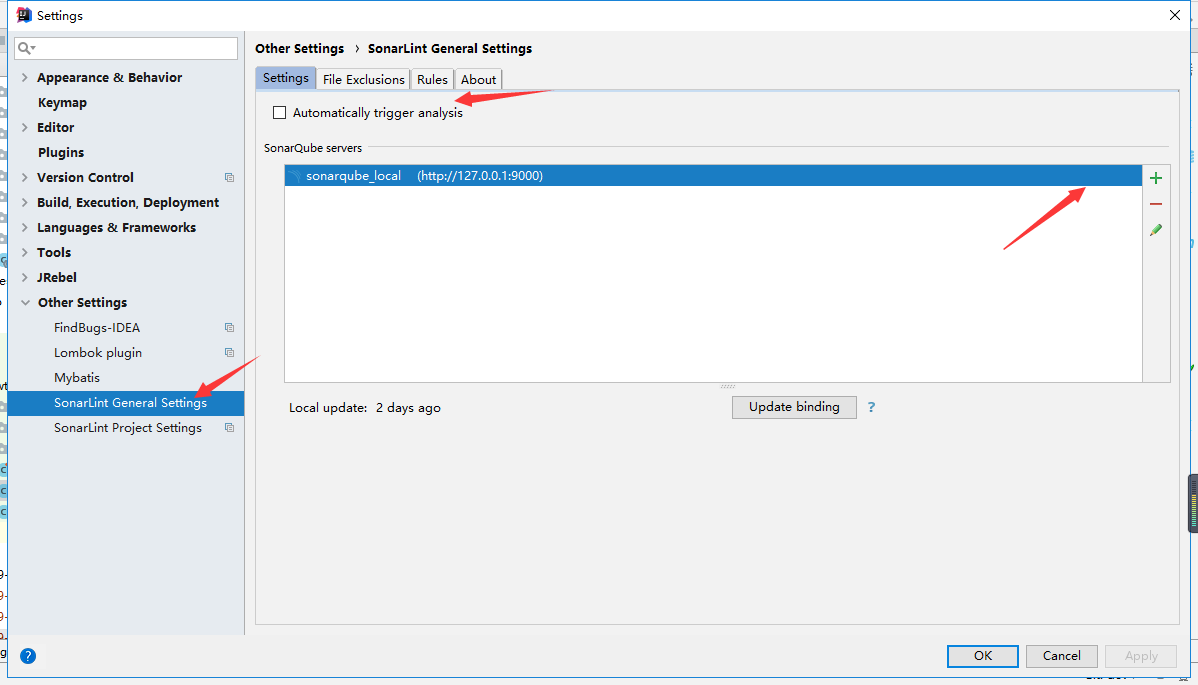 Settings
Other Settings › SonarLint General Settings
Appearance & Behavior
Keymap
Editor
Plugins
Version Control
Build, Execution, Deployment
Languages & Frameworks
Tools
JRebel
Other Settings
FindBugs-IDEA
Lombok plugin
Mybatis
SonarLint General Settings
SonarLint Project Settings
Settings File Exclusions Rules About
Automatically trigger analysis
SonarQube servers
sonarqube_local (http://127.0.0.1:9000)
Local update: 2 days ago
Update binding ?
? OK Cancel Apply